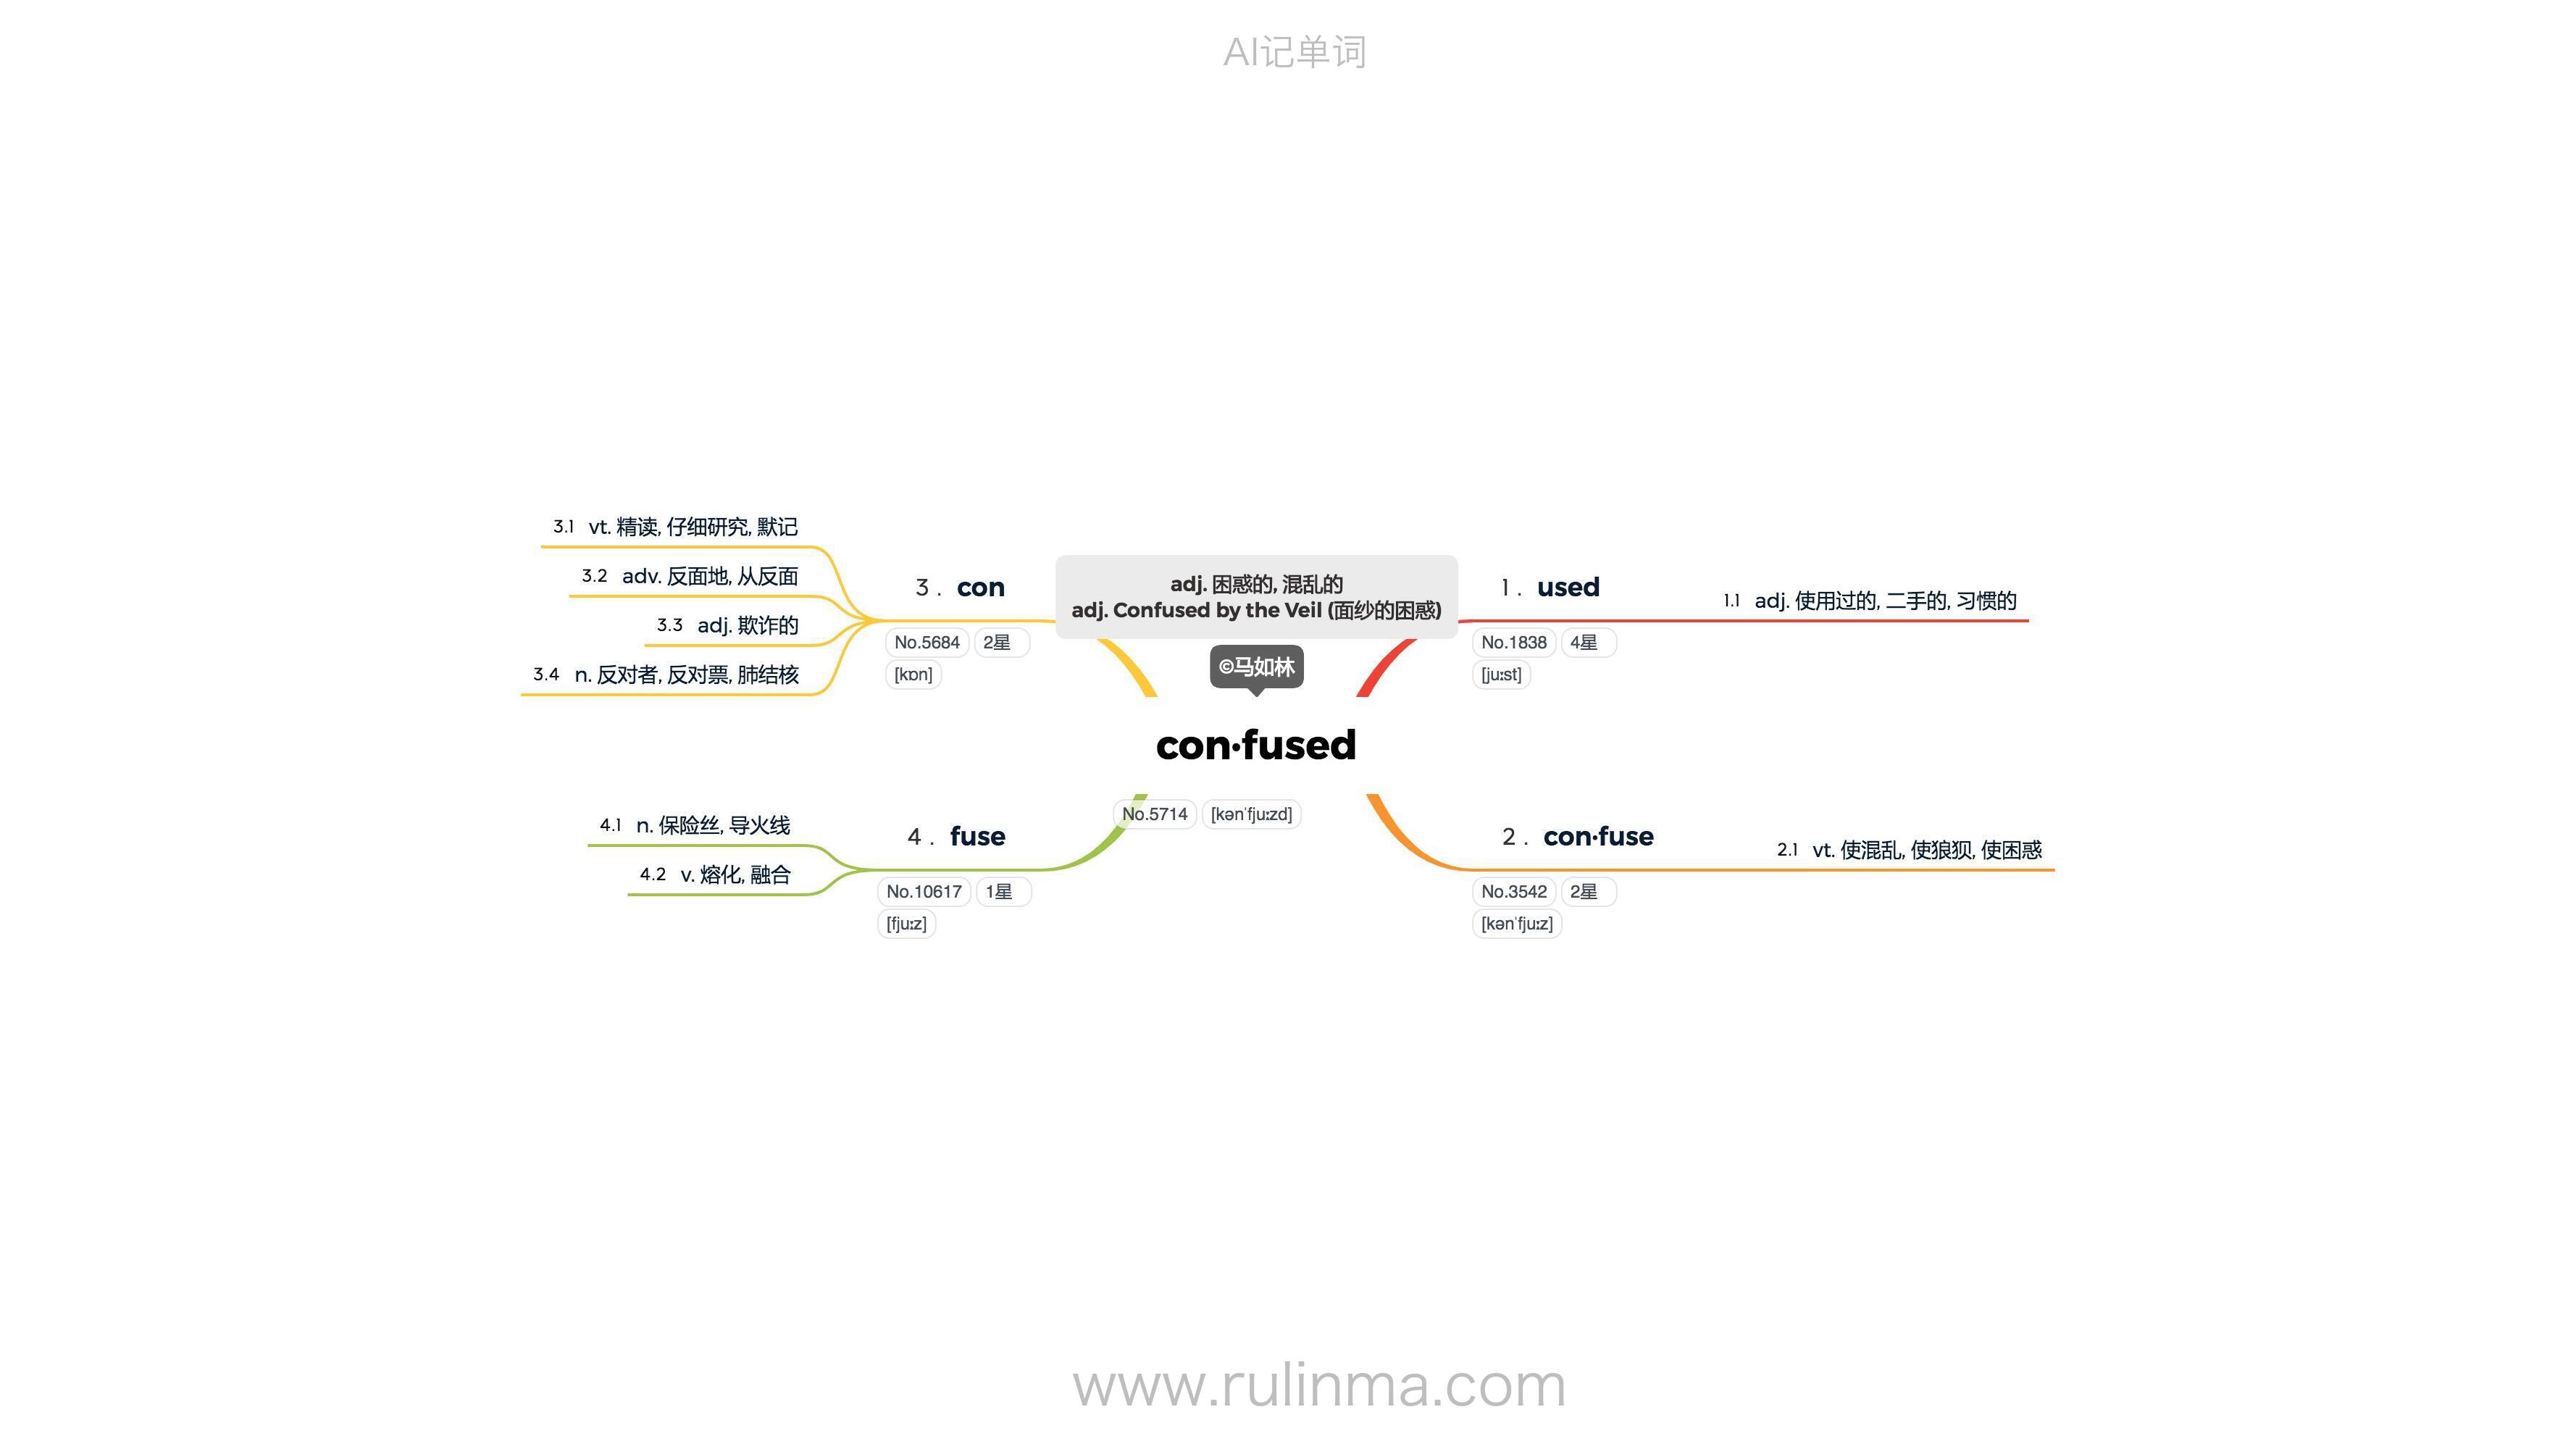 AI记单词
adj. 困惑的, 混乱的
adj. Confused by the Veil (面纱的困惑)
©马如林
con·fused
No.5714 [kənˈfjuːzd]
1 . used
No.1838 4星
[juːst]
1.1 adj. 使用过的, 二手的, 习惯的
2 . con·fuse
No.3542 2星
[kənˈfjuːz]
2.1 vt. 使混乱, 使狼狈, 使困惑
3 . con
No.5684 2星
[kɒn]
3.1 vt. 精读, 仔细研究, 默记
3.2 adv. 反面地, 从反面
3.3 adj. 欺诈的
3.4 n. 反对者, 反对票, 肺结核
4 . fuse
No.10617 1星
[fjuːz]
4.1 n. 保险丝, 导火线
4.2 v. 熔化, 融合
www.rulinma.com